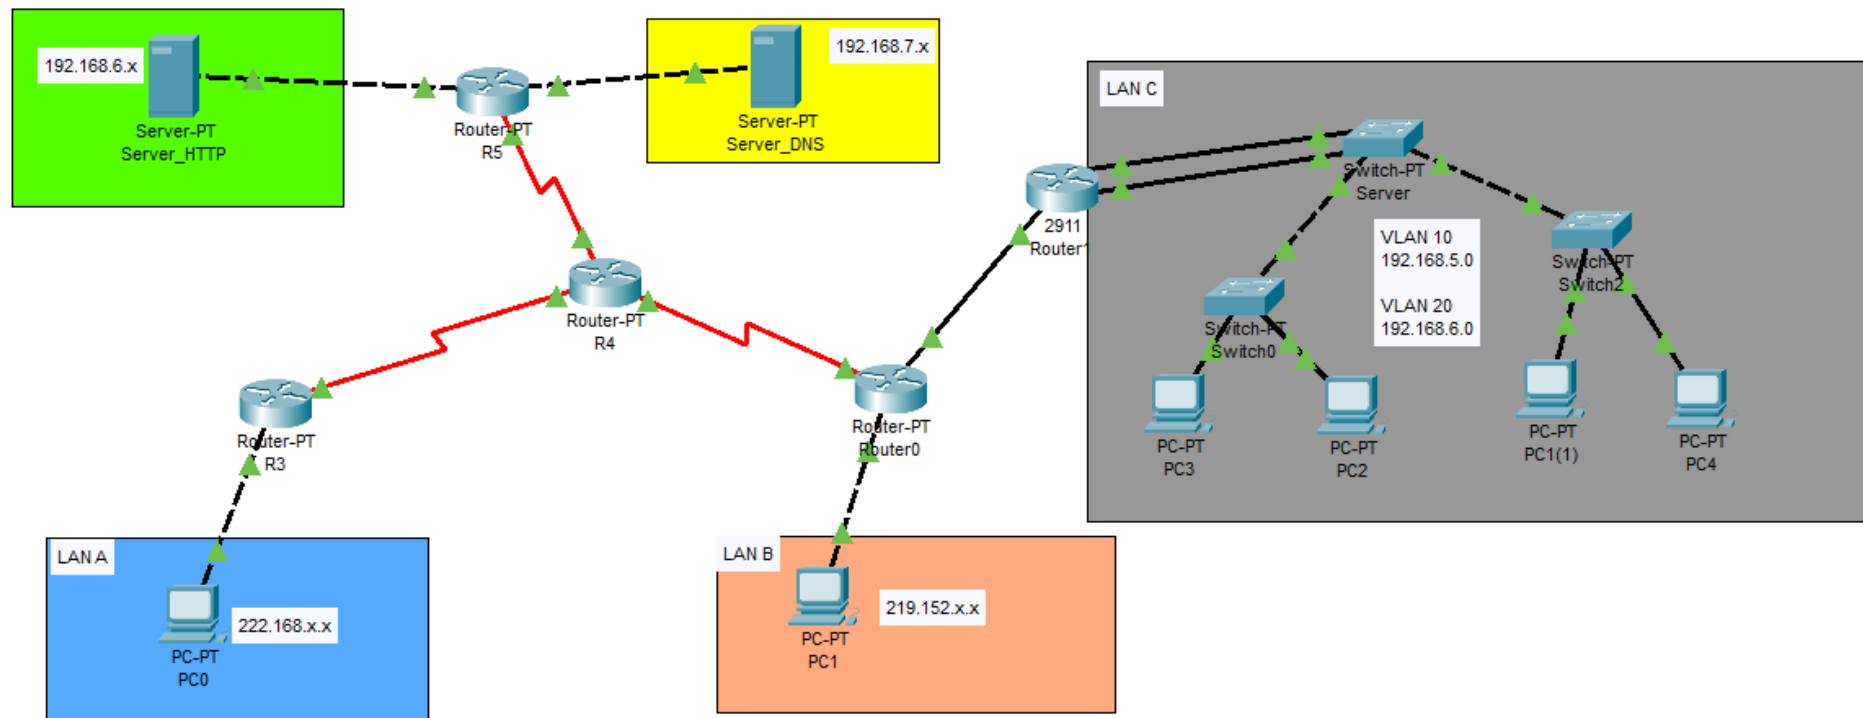 192.168.6.x
Server-PT
Server_HTTP
Router-PT
R5
192.168.7.x
Server-PT
Server_DNS
LAN C
Switch-PT
Server
2911
Router1
VLAN 10
192.168.5.0
VLAN 20
192.168.6.0
Switch-PT
Switch2
Switch-PT
Switch0
PC-PT
PC3
PC-PT
PC2
PC-PT
PC1(1)
PC-PT
PC4
Router-PT
R4
Router-PT
R3
Router-PT
Router0
LAN A
222.168.x.x
PC-PT
PC0
LAN B
219.152.x.x
PC-PT
PC1